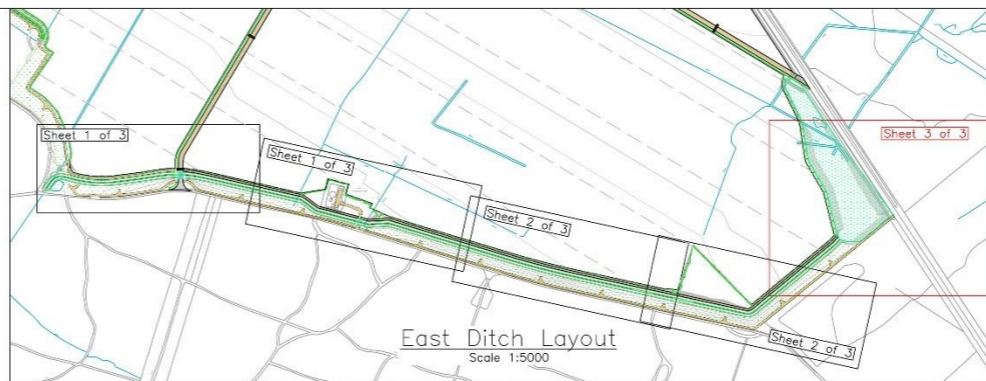 Sheet 1 of 3
Sheet 1 of 3
Sheet 2 of 3
Sheet 3 of 3
Sheet 2 of 3
East Ditch Layout
Scale 1:5000